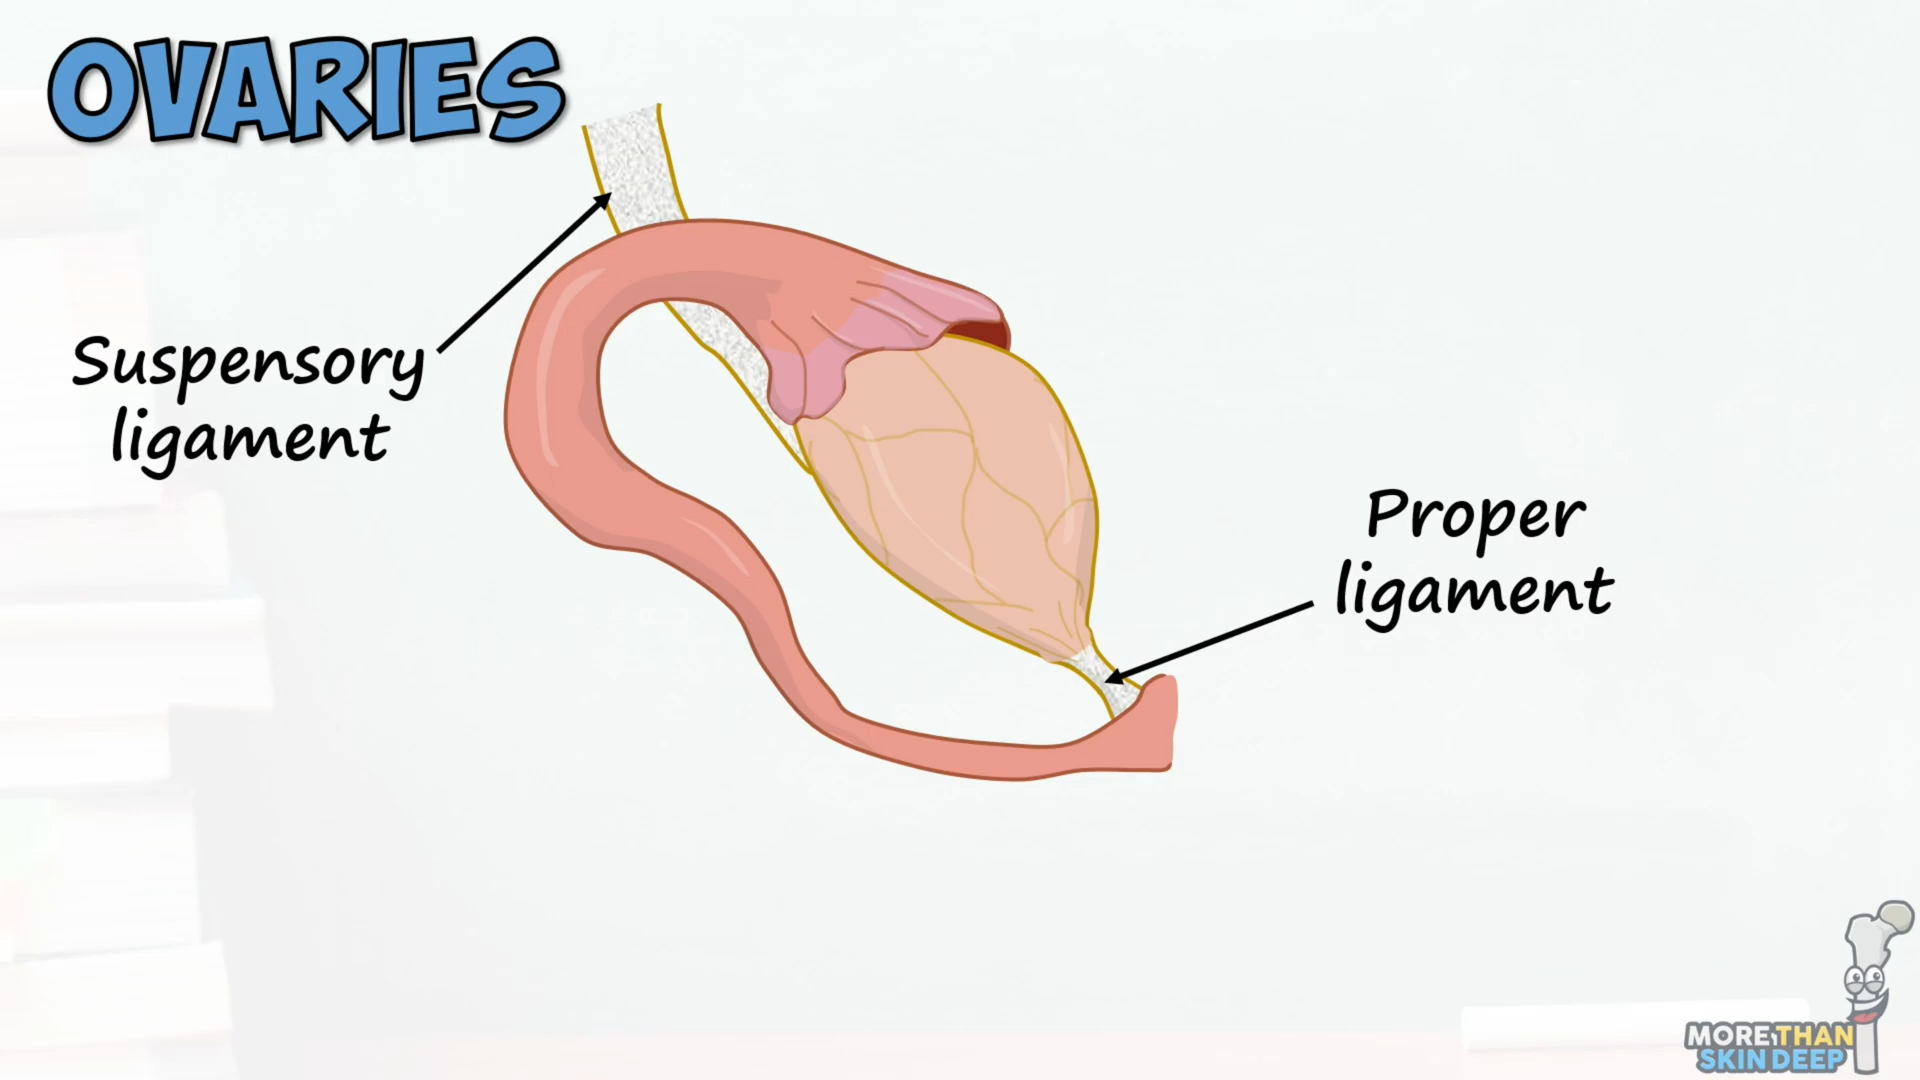 OVARIES
Suspensory
ligament
Proper
ligament
MORE THAN
SKIN DEEP